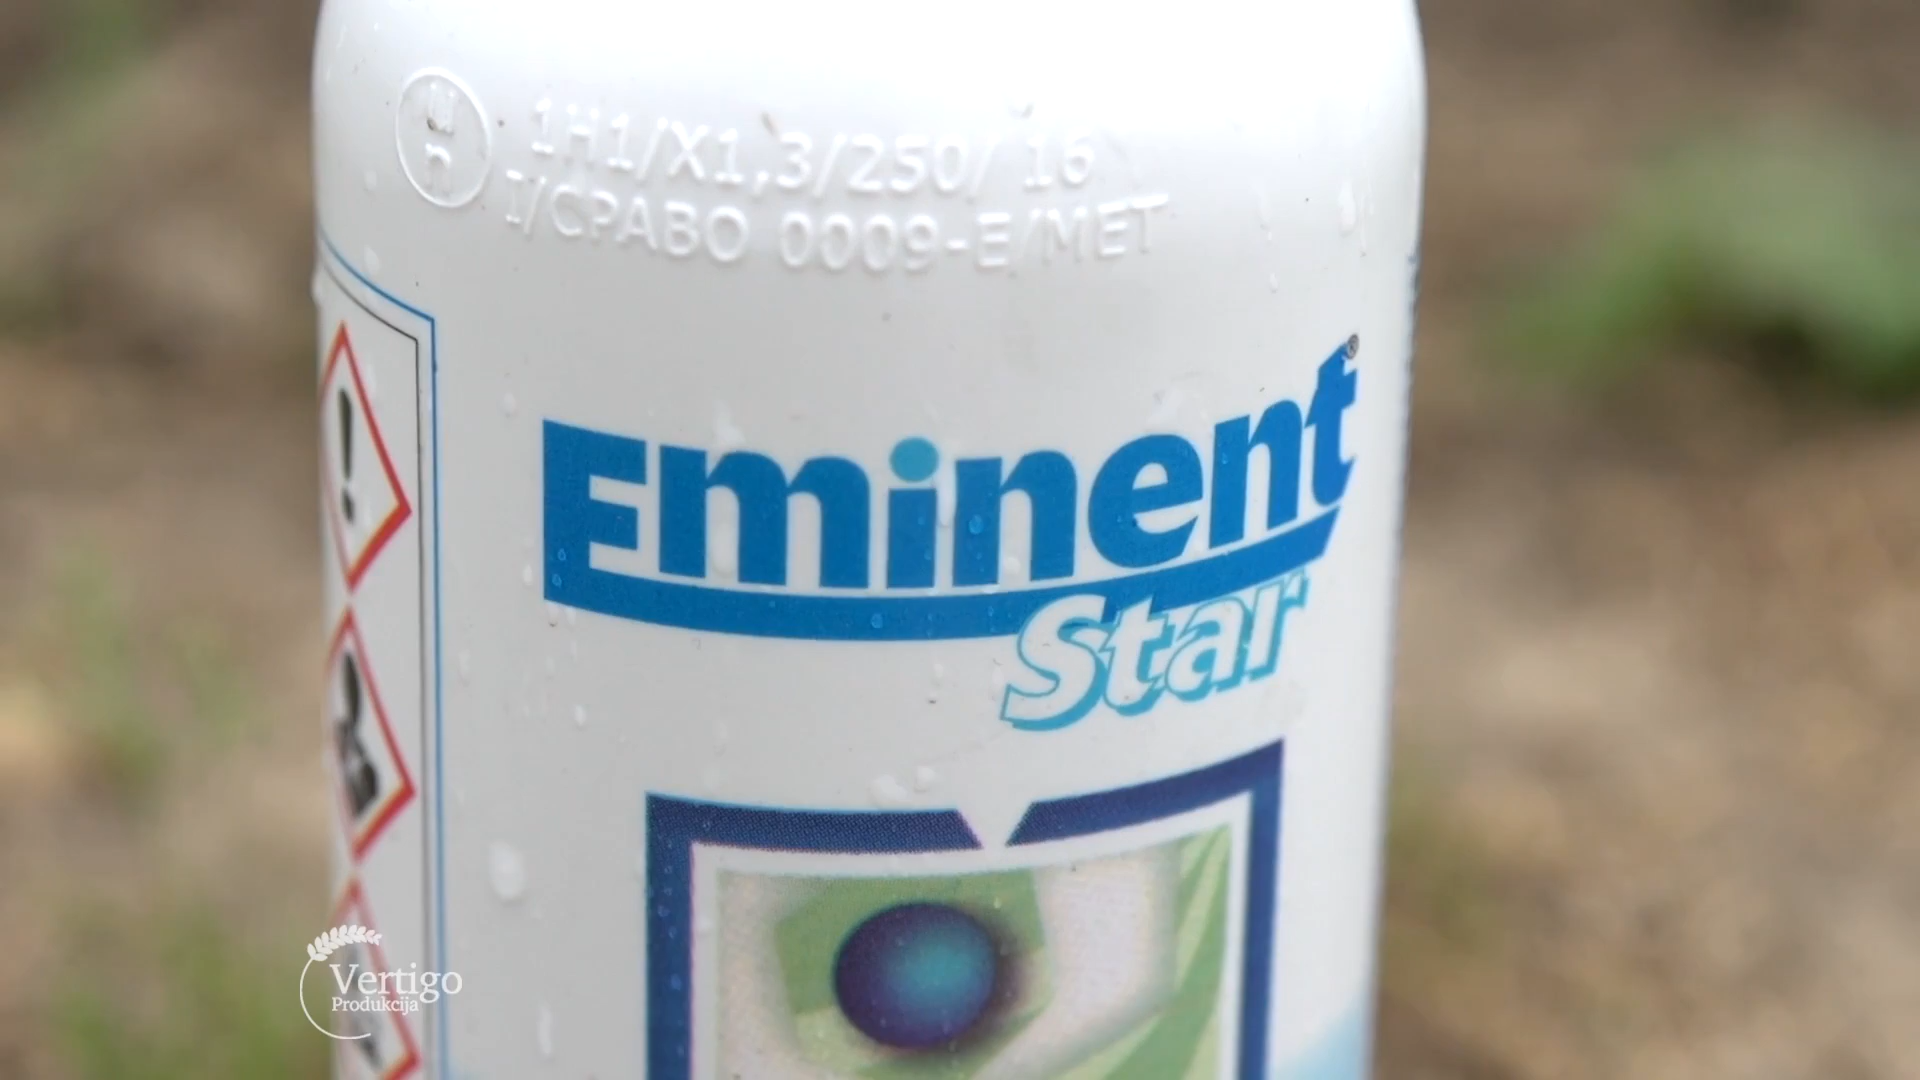 u
n
1H1/X1,3/250/ 16
I/CPABO 0009-E/MET
Eminent®
Star
Vertigo
Produkcija